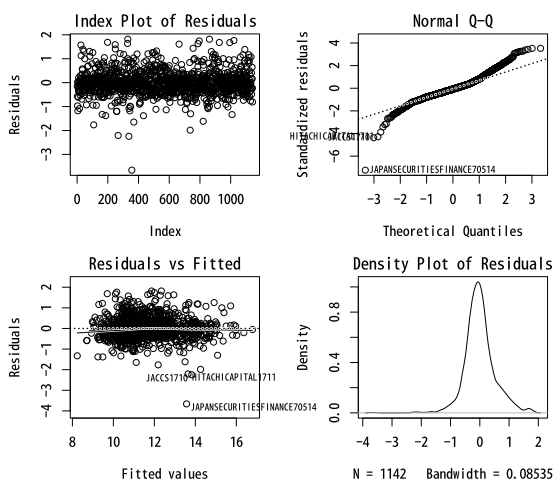 Index Plot of Residuals
Residuals
2
1
0
−1
−2
−3
0 200 400 600 800 1000
Index
Normal Q-Q
Standardized residuals
4
2
0
−2
−6
HITACHICAPITAL1711
JAPANSECURITIESFINANCE70514
−3 −2 −1 0 1 2 3
Theoretical Quantiles
Residuals vs Fitted
Residuals
2
1
0
−1
−2
−3
−4
JACCS1710 HITACHICAPITAL1711
JAPANSECURITIESFINANCE70514
8 10 12 14 16
Fitted values
Density Plot of Residuals
Density
0.8
0.4
0.0
−4 −3 −2 −1 0 1 2
N = 1142 Bandwidth = 0.08535